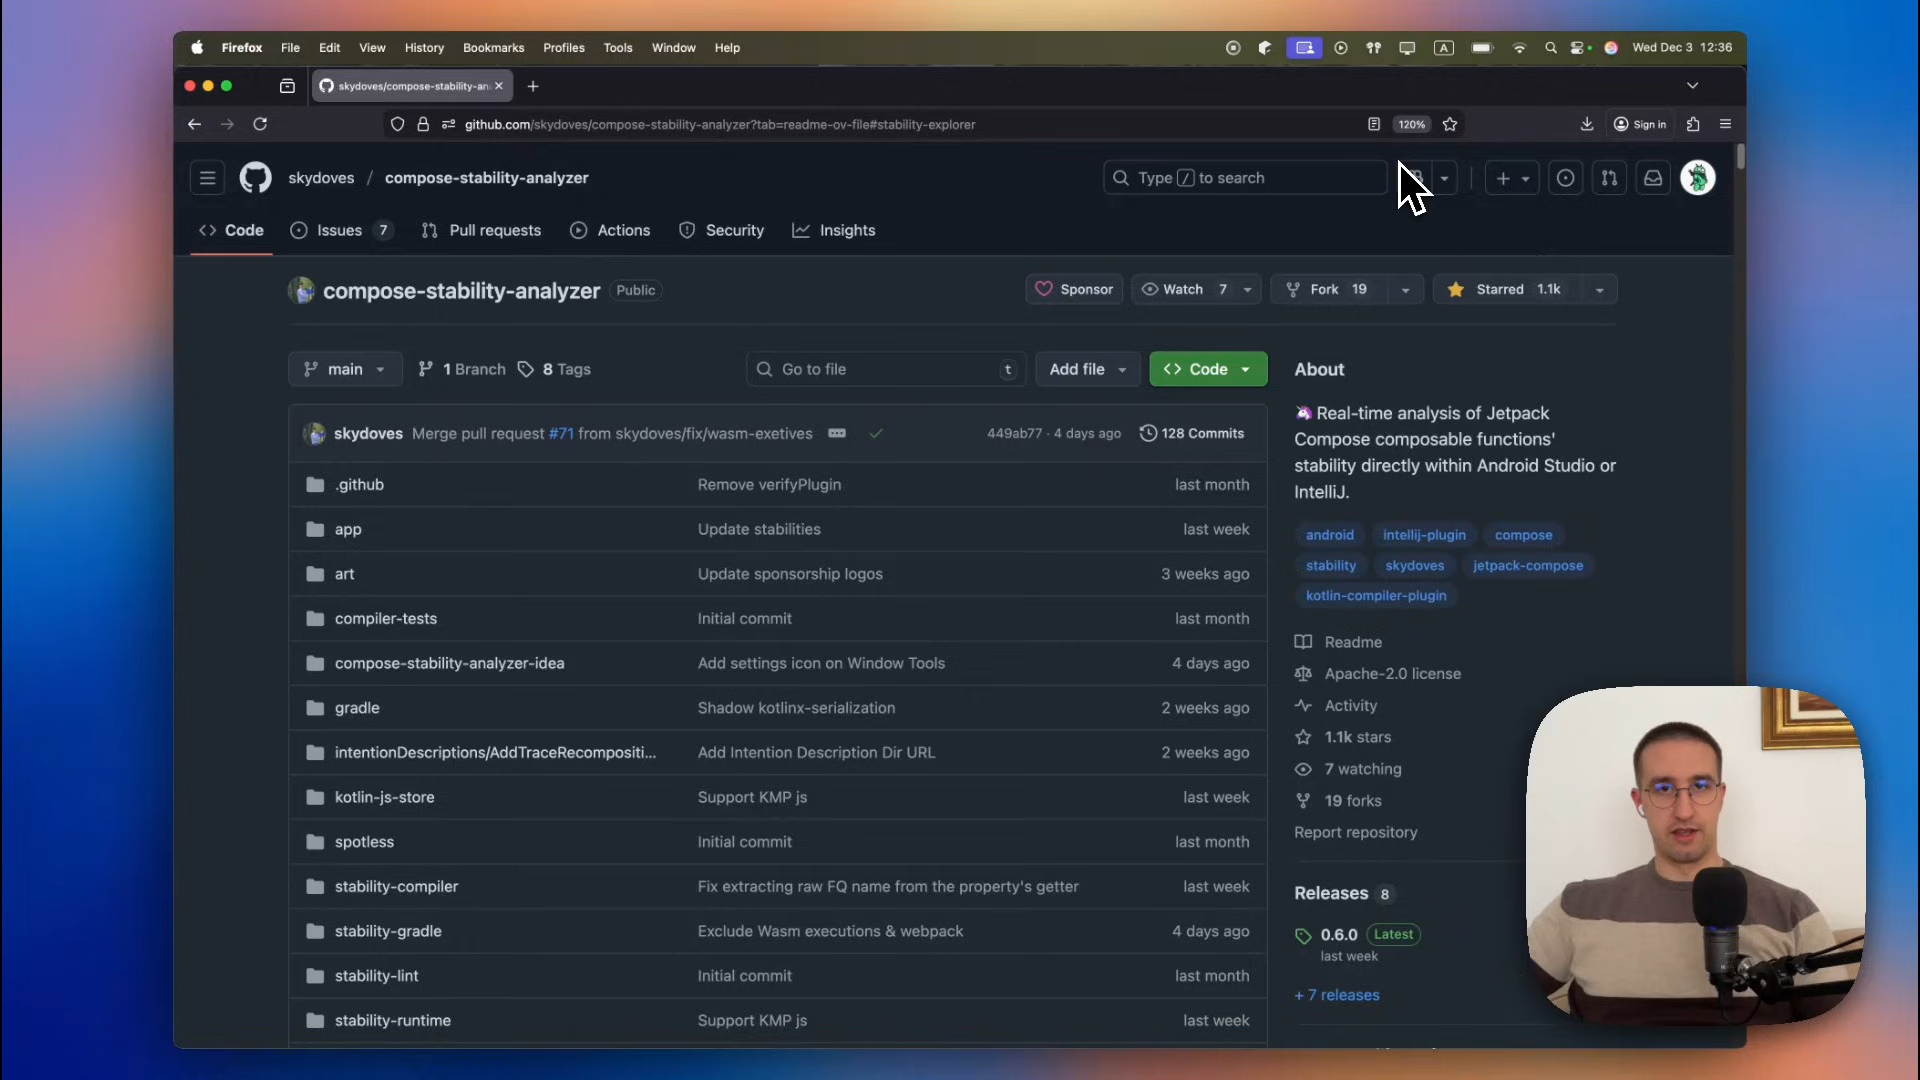 Firefox File Edit View History Bookmarks Profiles Tools Window Help A Wed Dec 3 12:36
skydoves/compose-stability-an
github.com/skydoves/compose-stability-analyzer?tab=readme-ov-file#stability-explorer 120% Sign in
skydoves / compose-stability-analyzer Type / to search
Code Issues 7 Pull requests Actions Security Insights
compose-stability-analyzer Public Sponsor Watch 7 Fork 19 Starred 1.1k
main 1 Branch 8 Tags Go to file t Add file Code
skydoves Merge pull request #71 from skydoves/fix/wasm-exetives 449ab77 · 4 days ago 128 Commits
.github Remove verifyPlugin last month
app Update stabilities last week
art Update sponsorship logos 3 weeks ago
compiler-tests Initial commit last month
compose-stability-analyzer-idea Add settings icon on Window Tools 4 days ago
gradle Shadow kotlinx-serialization 2 weeks ago
intentionDescriptions/AddTraceRecompositi... Add Intention Description Dir URL 2 weeks ago
kotlin-js-store Support KMP js last week
spotless Initial commit last month
stability-compiler Fix extracting raw FQ name from the property's getter last week
stability-gradle Exclude Wasm executions & webpack 4 days ago
stability-lint Initial commit last month
stability-runtime Support KMP js last week
About
Real-time analysis of Jetpack
Compose composable functions'
stability directly within Android Studio or
IntelliJ.
android intellij-plugin compose
stability skydoves jetpack-compose
kotlin-compiler-plugin
Readme
Apache-2.0 license
Activity
1.1k stars
7 watching
19 forks
Report repository
Releases 8
0.6.0 Latest
last week
+ 7 releases